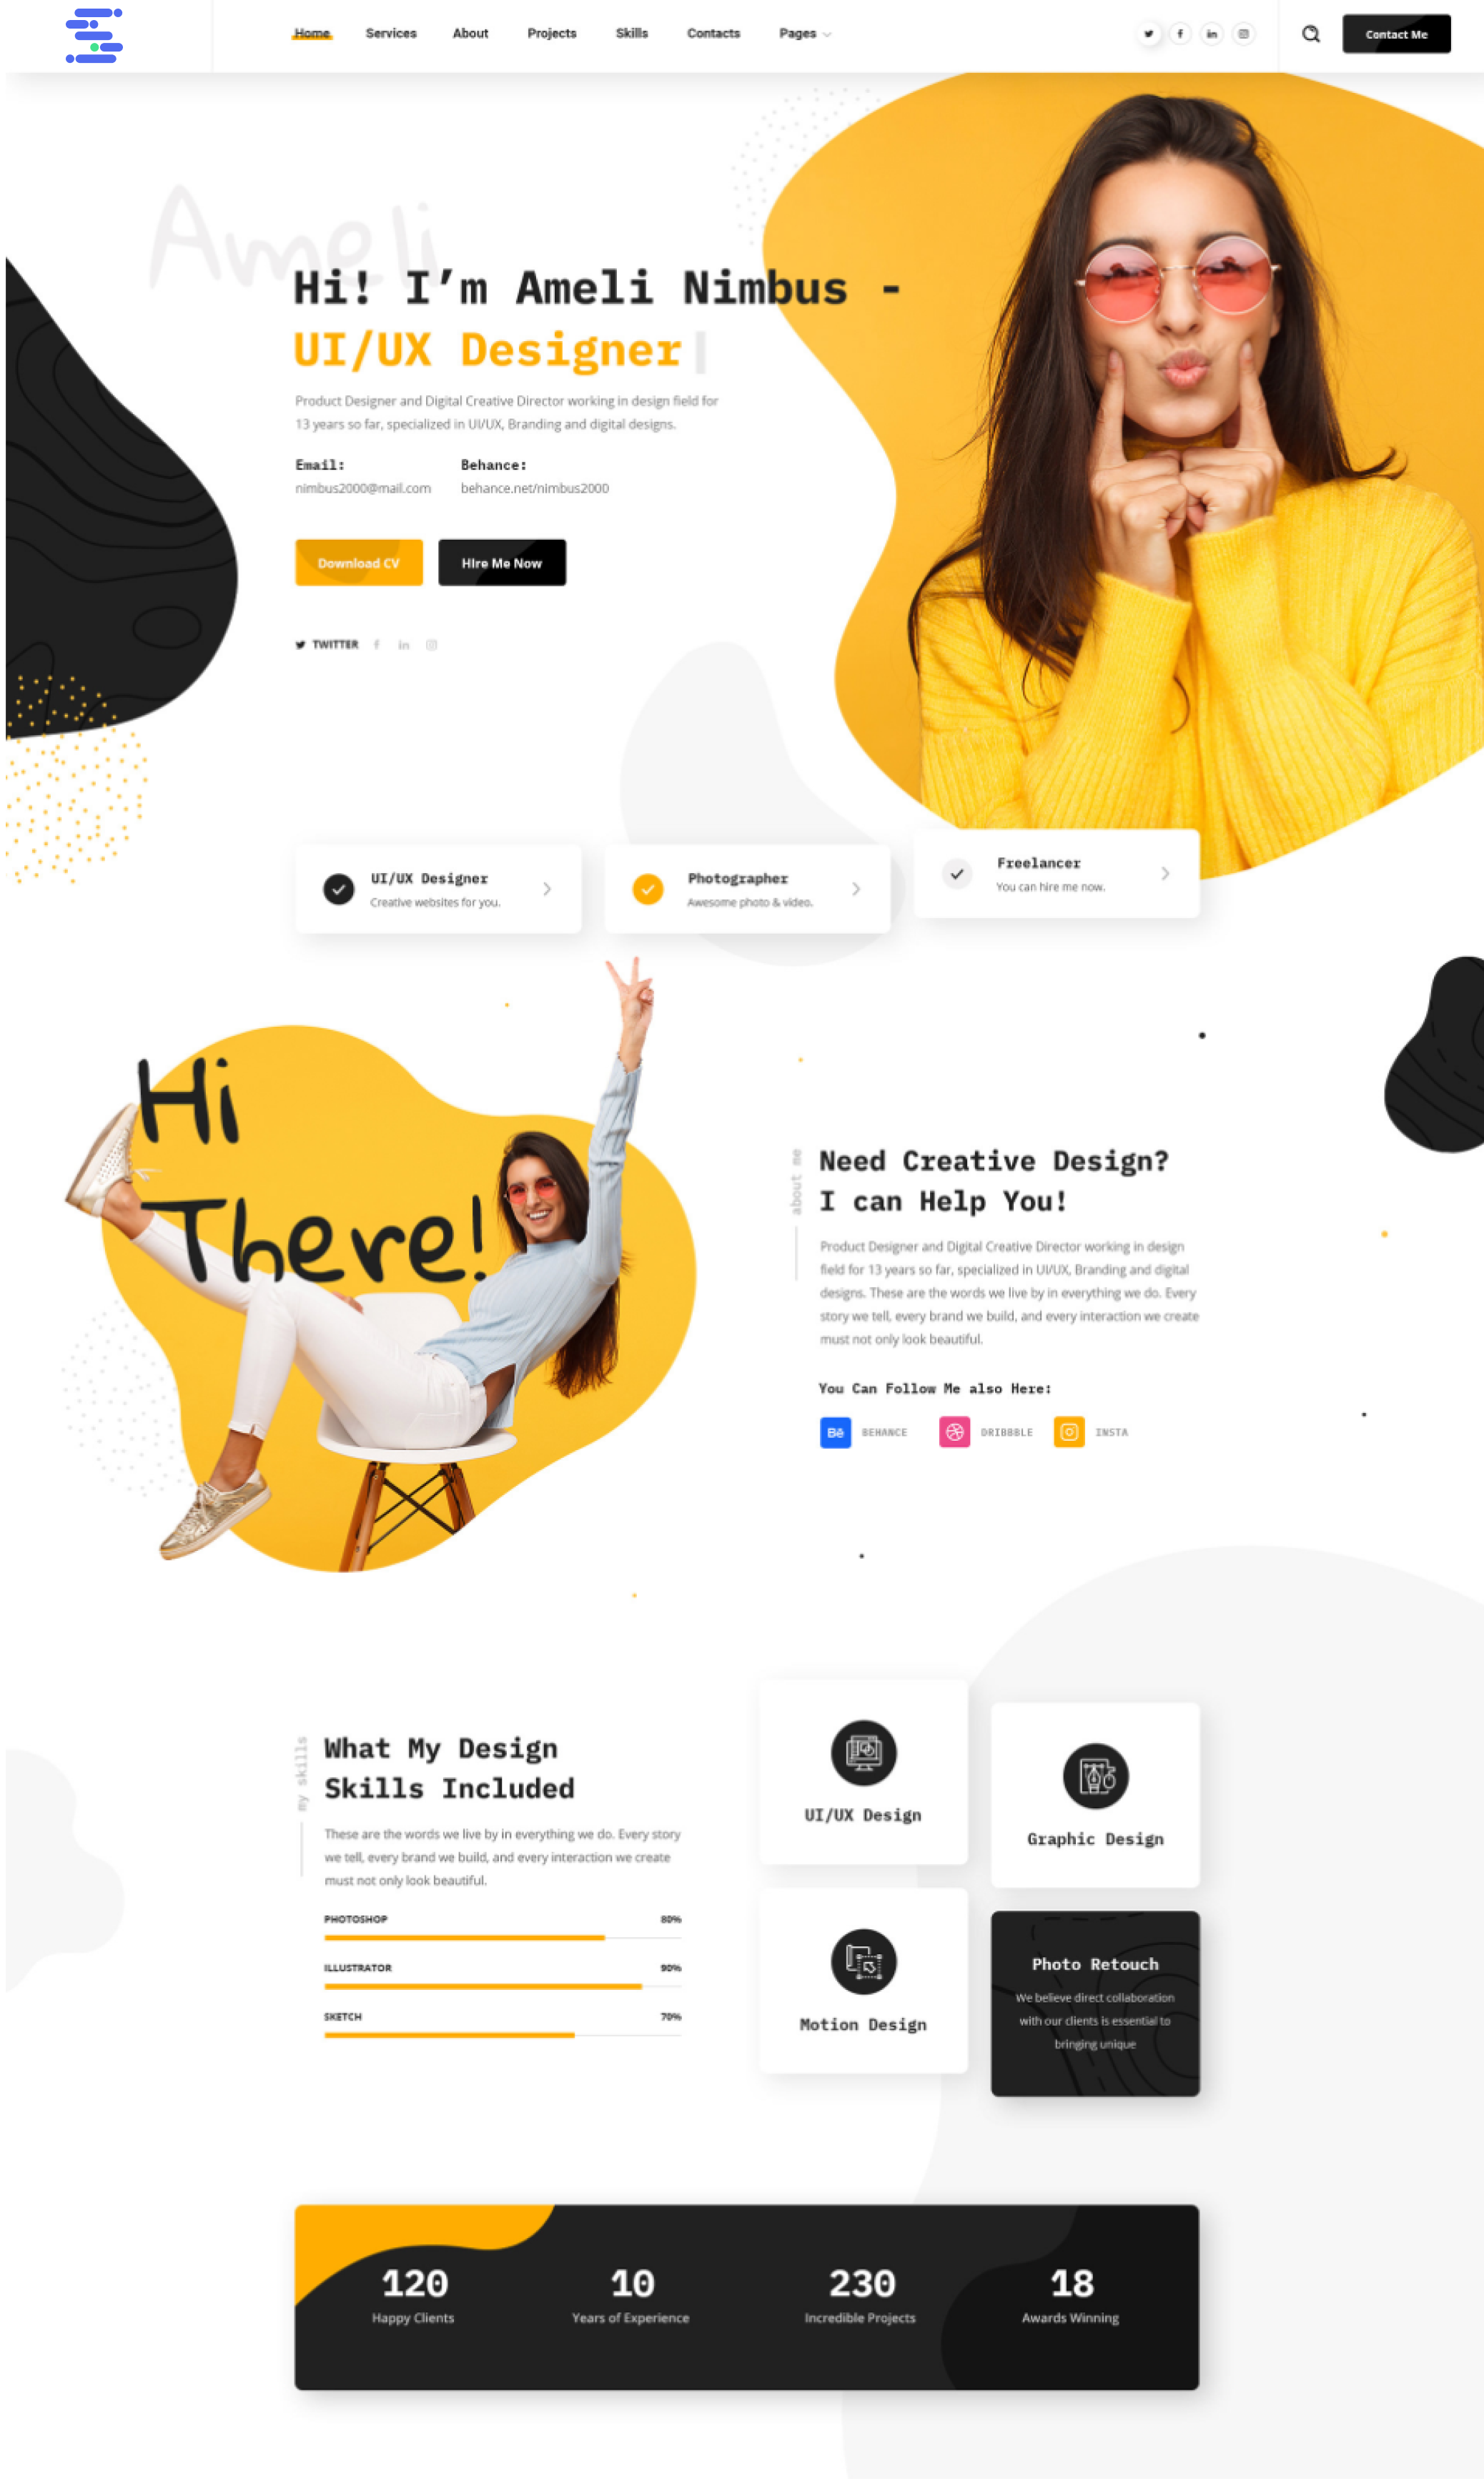 Home Services About Projects Skills Contacts Pages
Contact Me
Ameli
Hi! I’m Ameli Nimbus -
UI/UX Designer
Product Designer and Digital Creative Director working in design field for
13 years so far, specialized in UI/UX, Branding and digital designs.
Email: Behance:
nimbus2000@mail.com behance.net/nimbus2000
Download CV HIre Me Now
TWITTER
UI/UX Designer
Creative websites for you.
Photographer
Awesome photo & video.
Freelancer
You can hire me now.
Hi
There!
about me
Need Creative Design?
I can Help You!
Product Designer and Digital Creative Director working in design
field for 13 years so far, specialized in UI/UX, Branding and digital
designs. These are the words we live by in everything we do. Every
story we tell, every brand we build, and every interaction we create
must not only look beautiful.
You Can Follow Me also Here:
Bē BEHANCE DRIBBBLE INSTA
my skills
What My Design
Skills Included
These are the words we live by in everything we do. Every story
we tell, every brand we build, and every interaction we create
must not only look beautiful.
PHOTOSHOP 80%
ILLUSTRATOR 90%
SKETCH 70%
UI/UX Design
Graphic Design
Motion Design
Photo Retouch
We believe direct collaboration
with our clients is essential to
bringing unique
120 10 230 18
Happy Clients Years of Experience Incredible Projects Awards Winning